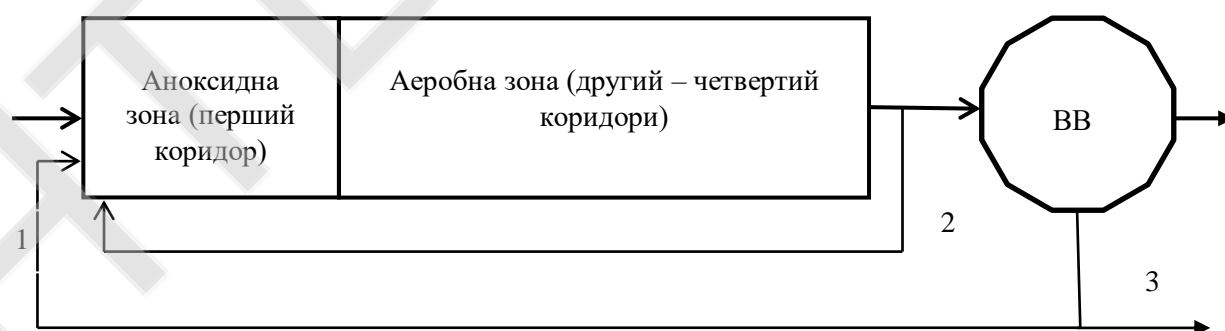 Аноксидна
зона (перший
коридор)
Аеробна зона (другий – четвертий
коридори)
ВВ
1
2
3